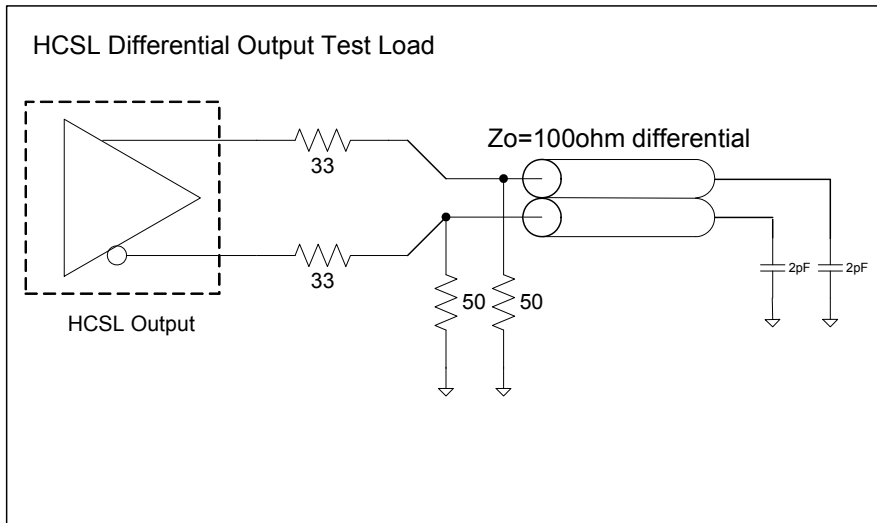 HCSL Differential Output Test Load
Zo=100ohm differential
33
33
50
50
2pF
2pF
HCSL Output